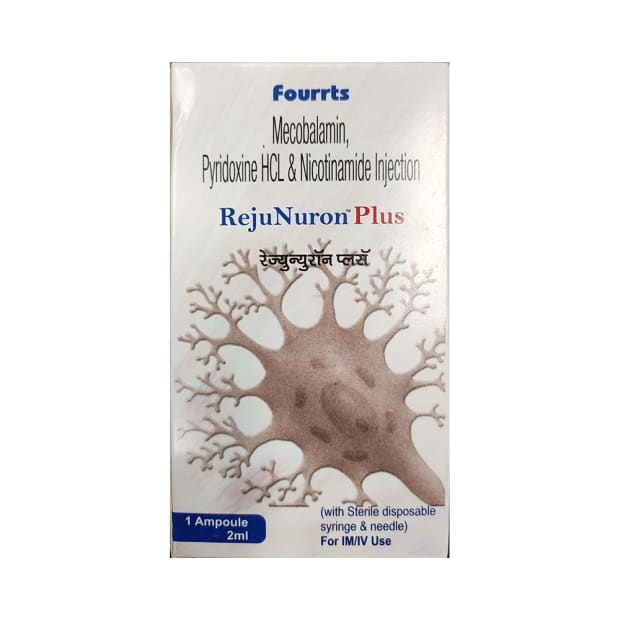 Fourrts
Mecobalamin,
Pyridoxine HCL & Nicotinamide Injection
RejuNuron™ Plus
रेज्युन्युरॉन प्लसॅ
1 Ampoule
2ml
(with Sterile disposable
syringe & needle)
For IM/IV Use